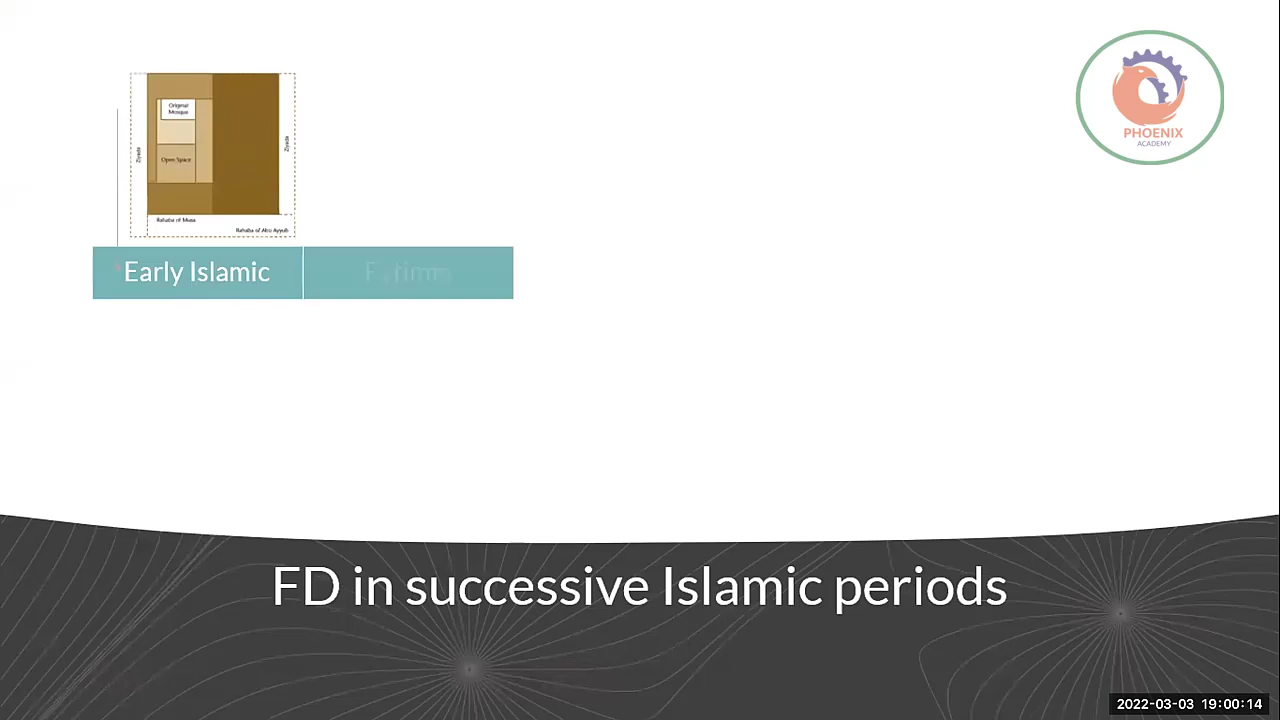 Original
Mosque
Open Space
Ziyada
Ziyada
Rahaba of Musa
Rahaba of Abu Ayyub
PHOENIX
ACADEMY
Early Islamic
FD in successive Islamic periods
2022-03-03 19:00:14